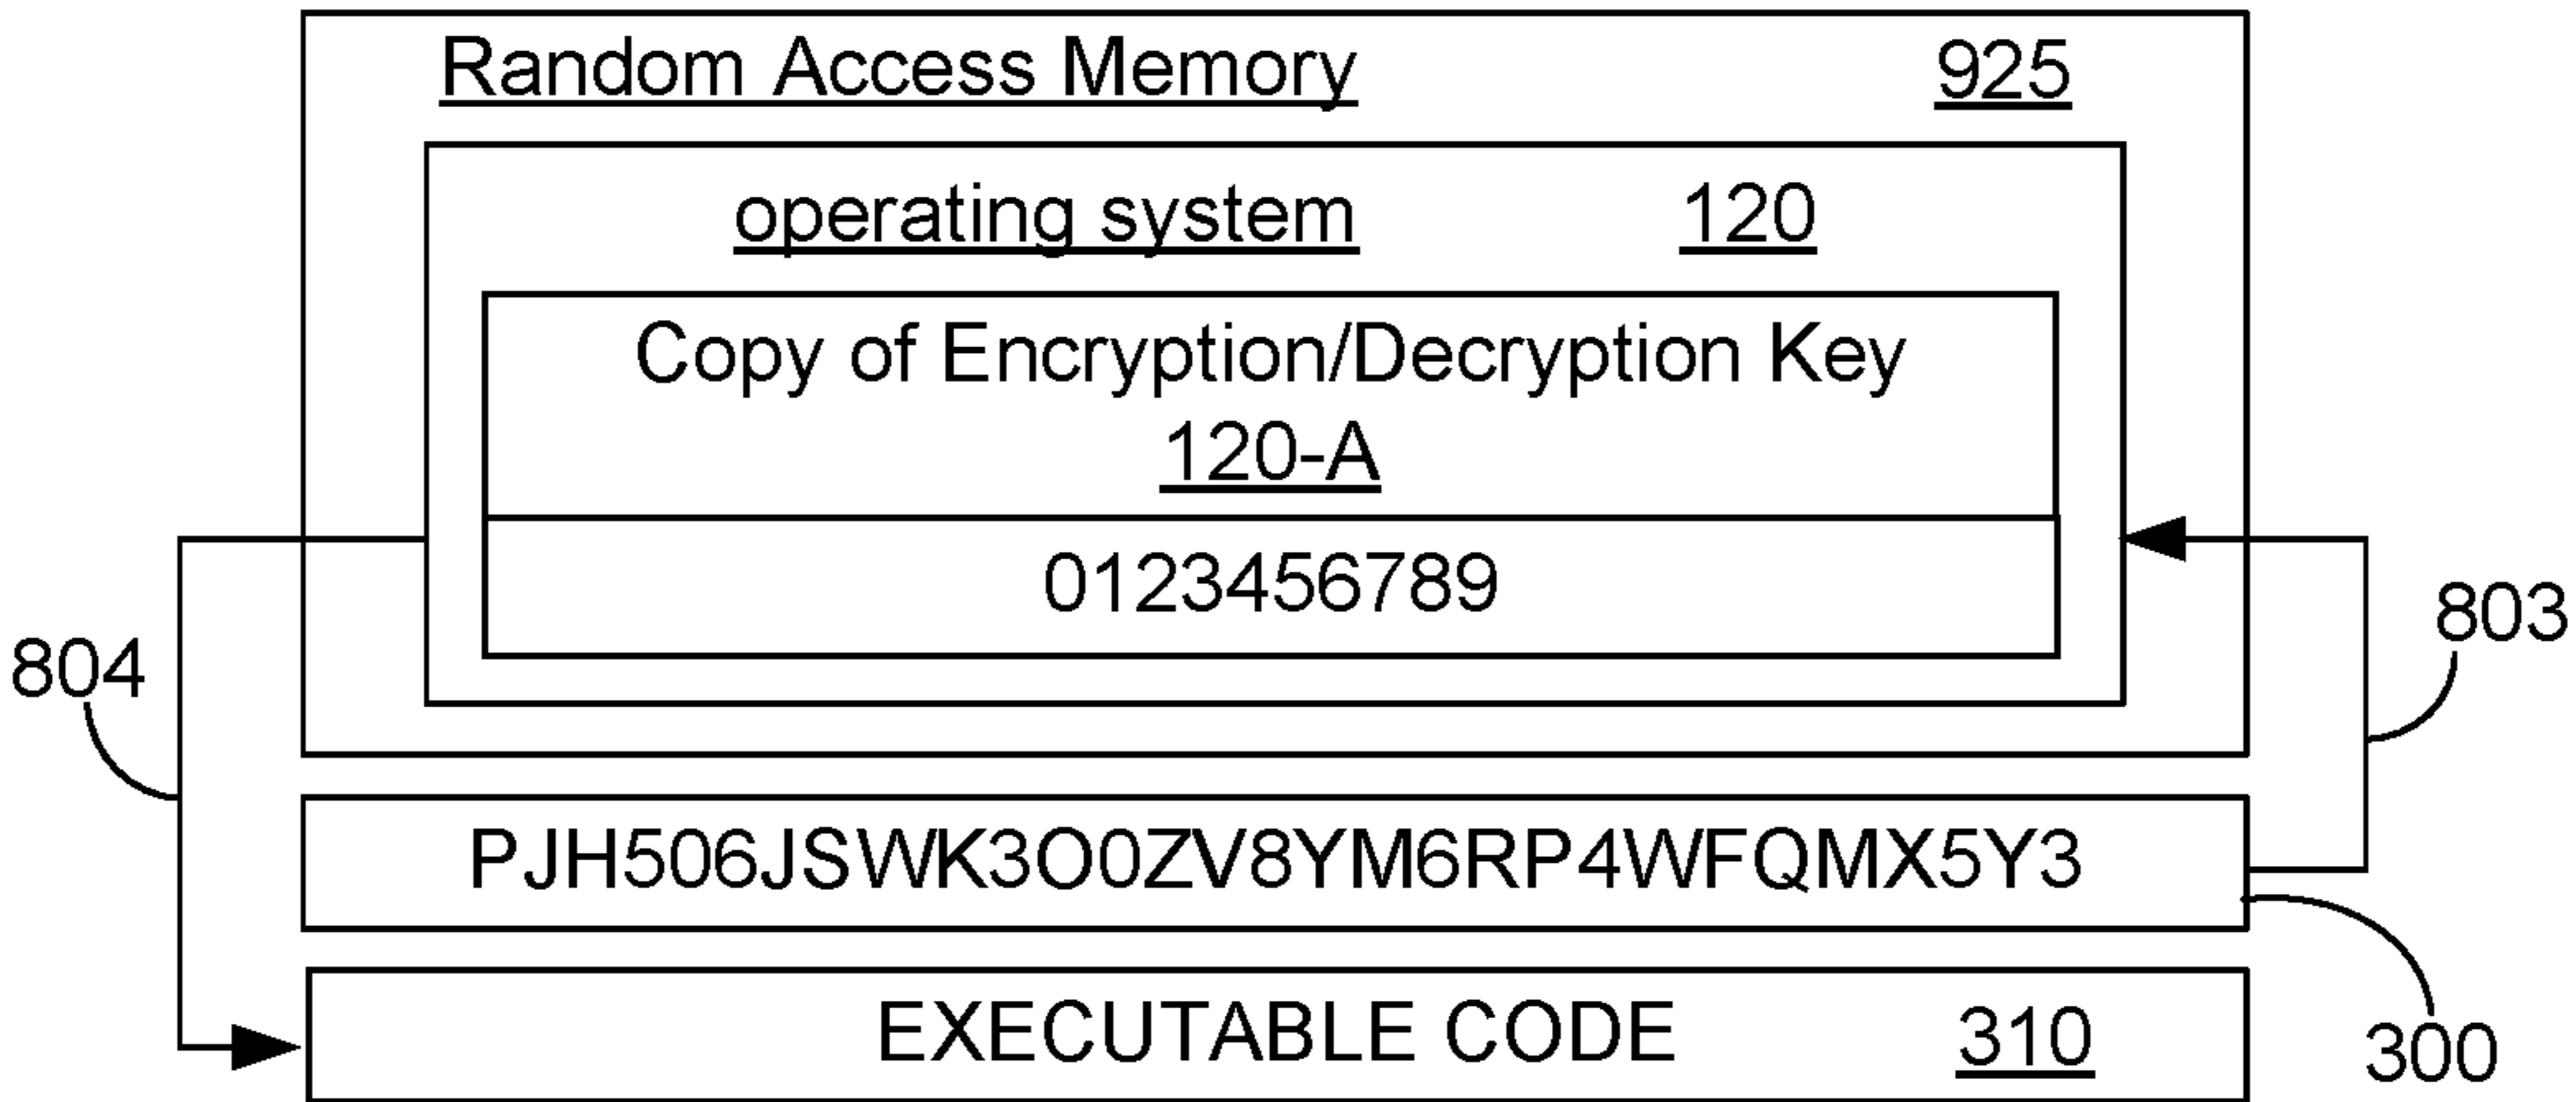 Random Access Memory 925
operating system 120
Copy of Encryption/Decryption Key
120-A
0123456789
803
804
PJH506JSWK3O0ZV8YM6RP4WFQMX5Y3
EXECUTABLE CODE 310
300